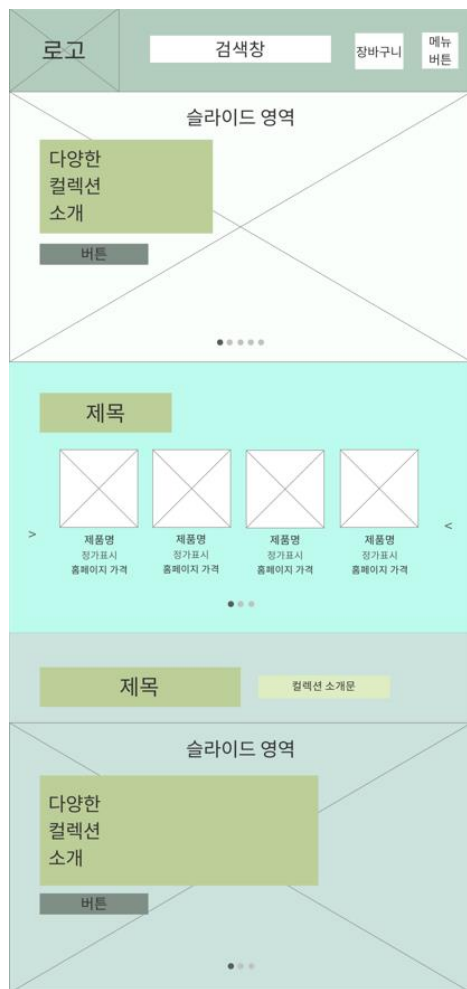 로고
검색창
장바구니
메뉴
버튼
슬라이드 영역
다양한
컬렉션
소개
버튼
제목
>
<
제품명
정가표시
홈페이지 가격
제품명
정가표시
홈페이지 가격
제품명
정가표시
홈페이지 가격
제품명
정가표시
홈페이지 가격
제목
컬렉션 소개문
슬라이드 영역
다양한
컬렉션
소개
버튼